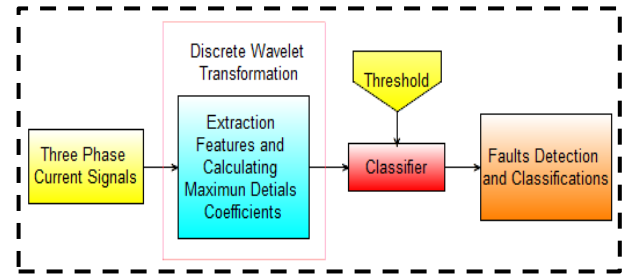 Discrete Wavelet
Transformation
Threshold
Three Phase
Current Signals
Extraction
Features and
Calculating
Maximun Detials
Coefficients
Classifier
Faults Detection
and Classifications